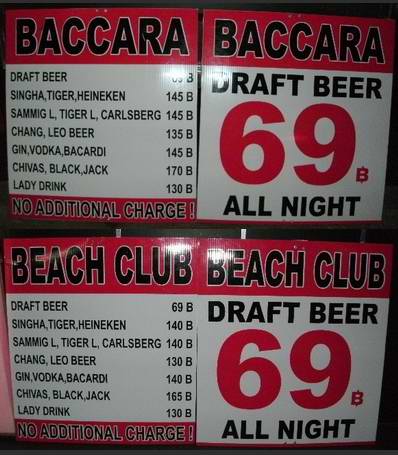 BACCARA
DRAFT BEER 69 B
SINGHA,TIGER,HEINEKEN 145 B
SAMMIG L, TIGER L, CARLSBERG 145 B
CHANG, LEO BEER 135 B
GIN,VODKA,BACARDI 145 B
CHIVAS, BLACK,JACK 170 B
LADY DRINK 130 B
NO ADDITIONAL CHARGE !
BACCARA
DRAFT BEER
69 ฿
ALL NIGHT
BEACH CLUB
DRAFT BEER 69 B
SINGHA,TIGER,HEINEKEN 140 B
SAMMIG L, TIGER L, CARLSBERG 140 B
CHANG, LEO BEER 130 B
GIN,VODKA,BACARDI 140 B
CHIVAS, BLACK,JACK 165 B
LADY DRINK 130 B
NO ADDITIONAL CHARGE !
BEACH CLUB
DRAFT BEER
69 ฿
ALL NIGHT